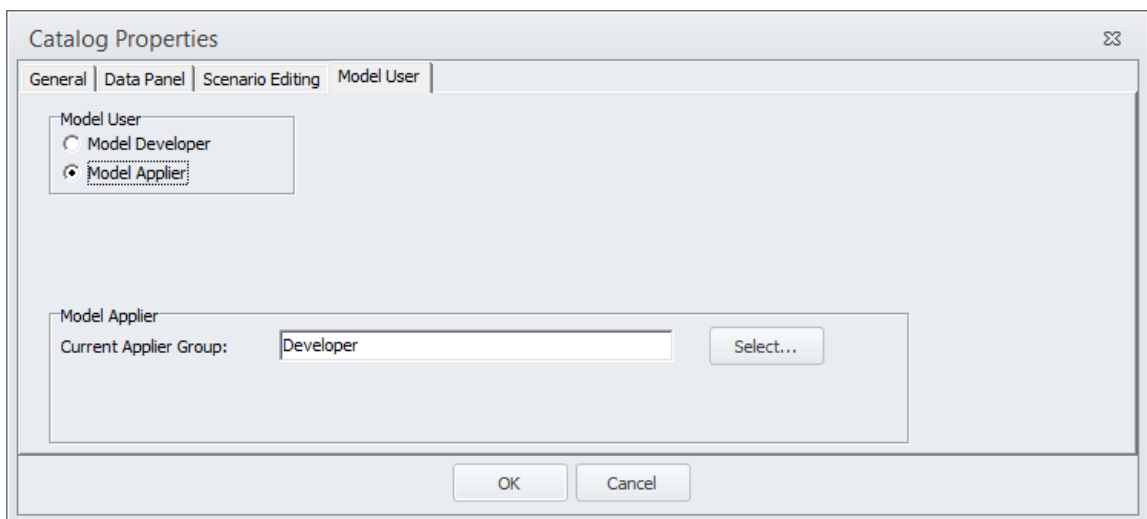 Catalog Properties
General Data Panel Scenario Editing Model User
Model User
Model Developer
Model Applier
Model Applier
Current Applier Group: Developer Select...
OK Cancel